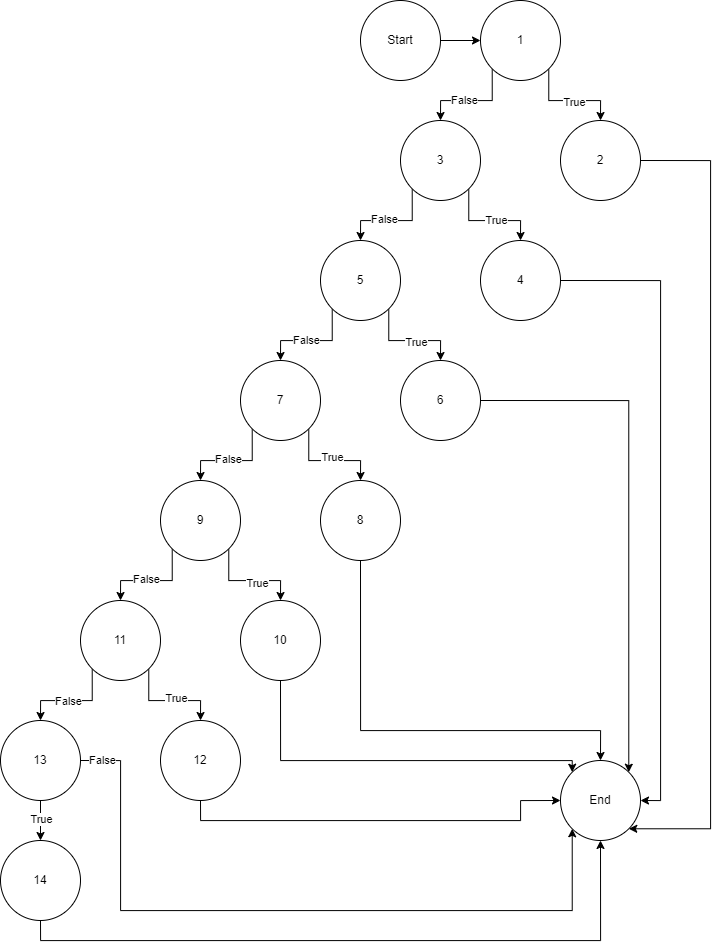 Start
1
False
True
3
2
False
True
5
4
False
True
7
6
False
True
9
8
False
True
11
10
False
True
13
False
12
End
True
14